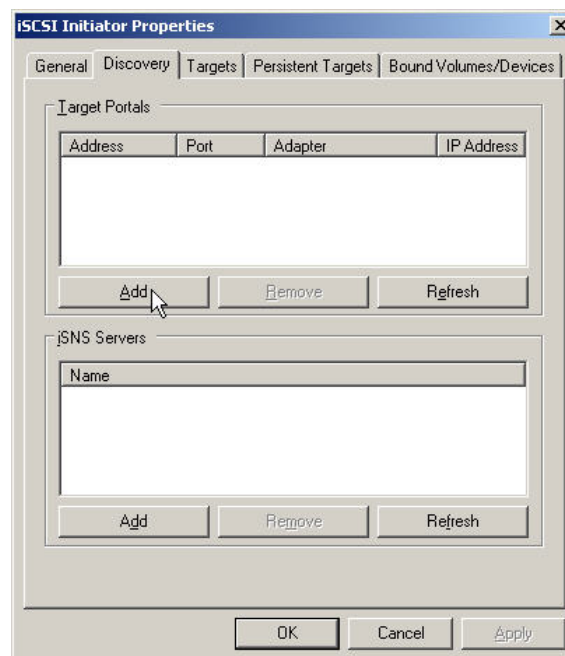 iSCSI Initiator Properties
General Discovery Targets Persistent Targets Bound Volumes/Devices
Target Portals
Address Port Adapter IP Address
Add Remove Refresh
iSNS Servers
Name
Add Remove Refresh
OK Cancel Apply